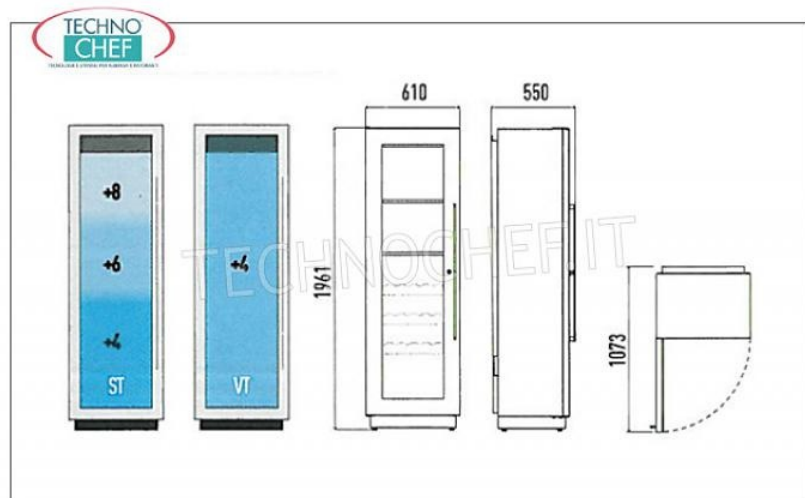 TECHNO
CHEF
610
550
+8
+6
+4
ST
+4
VT
1961
1073
TECHNOCHEF.IT